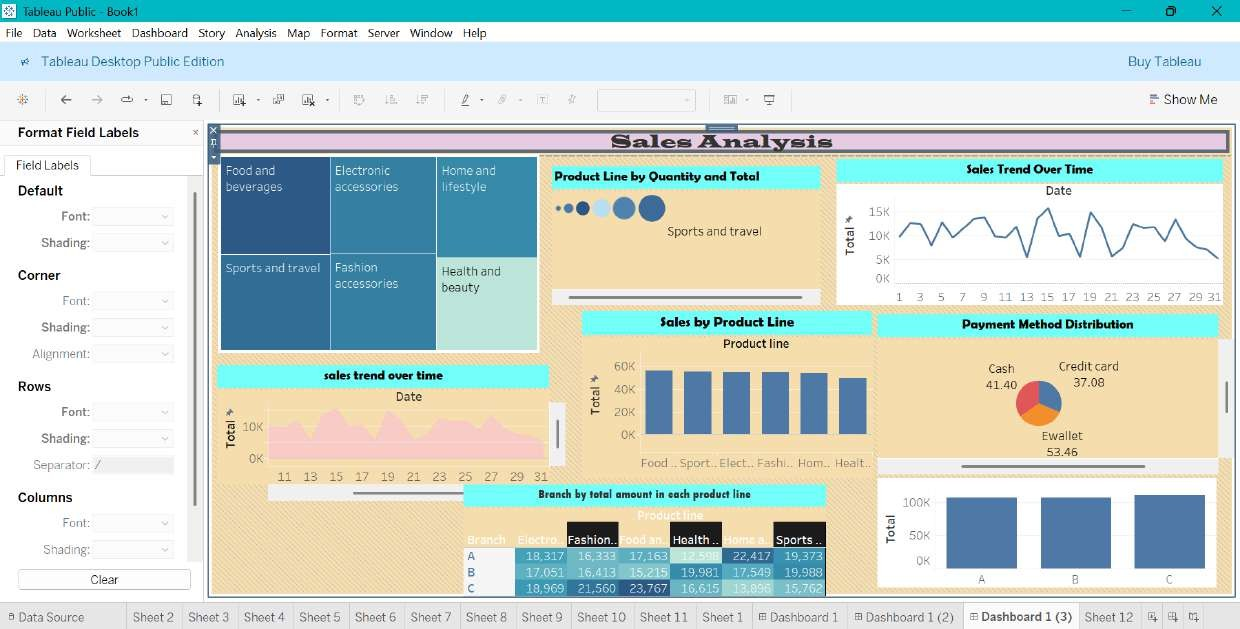 Tableau Public - Book1
File Data Worksheet Dashboard Story Analysis Map Format Server Window Help
Tableau Desktop Public Edition
Buy Tableau
Show Me
Format Field Labels
Field Labels
Default
Font:
Shading:
Corner
Font:
Shading:
Alignment:
Rows
Font:
Shading:
Separator: /
Columns
Font:
Shading:
Clear
Sales Analysis
Food and
beverages
Electronic
accessories
Home and
lifestyle
Sports and travel
Fashion
accessories
Health and
beauty
Product Line by Quantity and Total
Sports and travel
Sales Trend Over Time
Date
Total
15K
10K
5K
0K
1 3 5 7 9 11 13 15 17 19 21 23 25 27 29 31
sales trend over time
Date
Total
10K
0K
11 13 15 17 19 21 23 25 27 29 31
Sales by Product Line
Product line
Total
60K
40K
20K
0K
Food .. Sport.. Elect.. Fashi.. Hom.. Healt..
Payment Method Distribution
Cash
41.40
Credit card
37.08
Ewallet
53.46
Branch by total amount in each product line
Product line
Branch Electro.. Fashion.. Food an.. Health .. Home a.. Sports ..
A 18,317 16,333 17,163 12,598 22,417 19,373
B 17,051 16,413 15,215 19,981 17,549 19,988
C 18,969 21,560 23,767 16,615 13,896 15,762
Total
100K
50K
0K
A B C
Data Source Sheet 2 Sheet 3 Sheet 4 Sheet 5 Sheet 6 Sheet 7 Sheet 8 Sheet 9 Sheet 10 Sheet 11 Sheet 1 Dashboard 1 Dashboard 1 (2) Dashboard 1 (3) Sheet 12